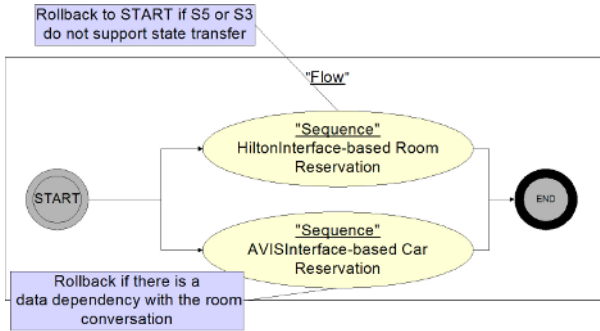 Rollback to START if S5 or S3
do not support state transfer
"Flow"
"Sequence"
HiltonInterface-based Room
Reservation
START
END
"Sequence"
AVISInterface-based Car
Reservation
Rollback if there is a
data dependency with the room
conversation